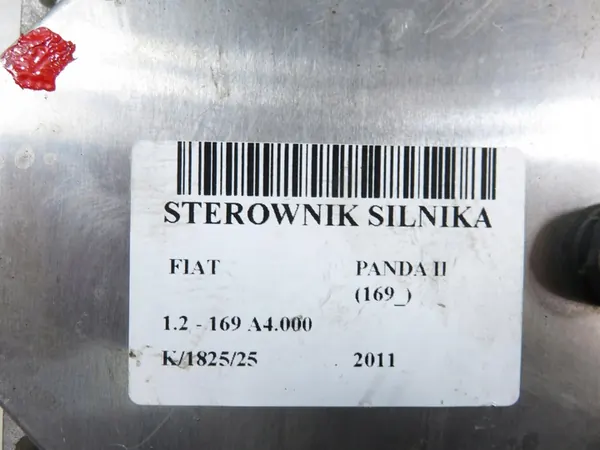 STEROWNIK SILNIKA
FIAT PANDA II
(169_)
1.2 - 169 A4.000
K/1825/25 2011